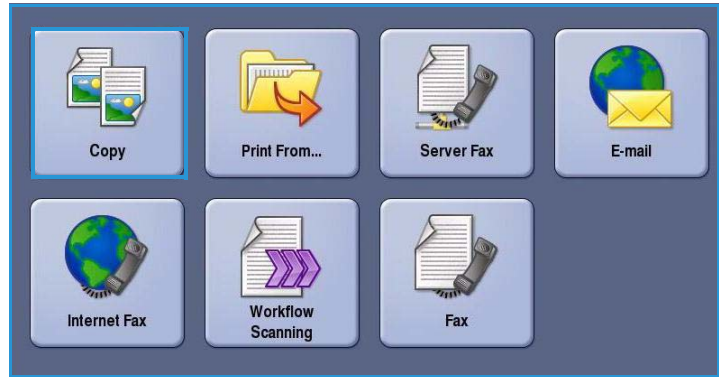 Copy
Print From...
Server Fax
E-mail
Internet Fax
Workflow
Scanning
Fax